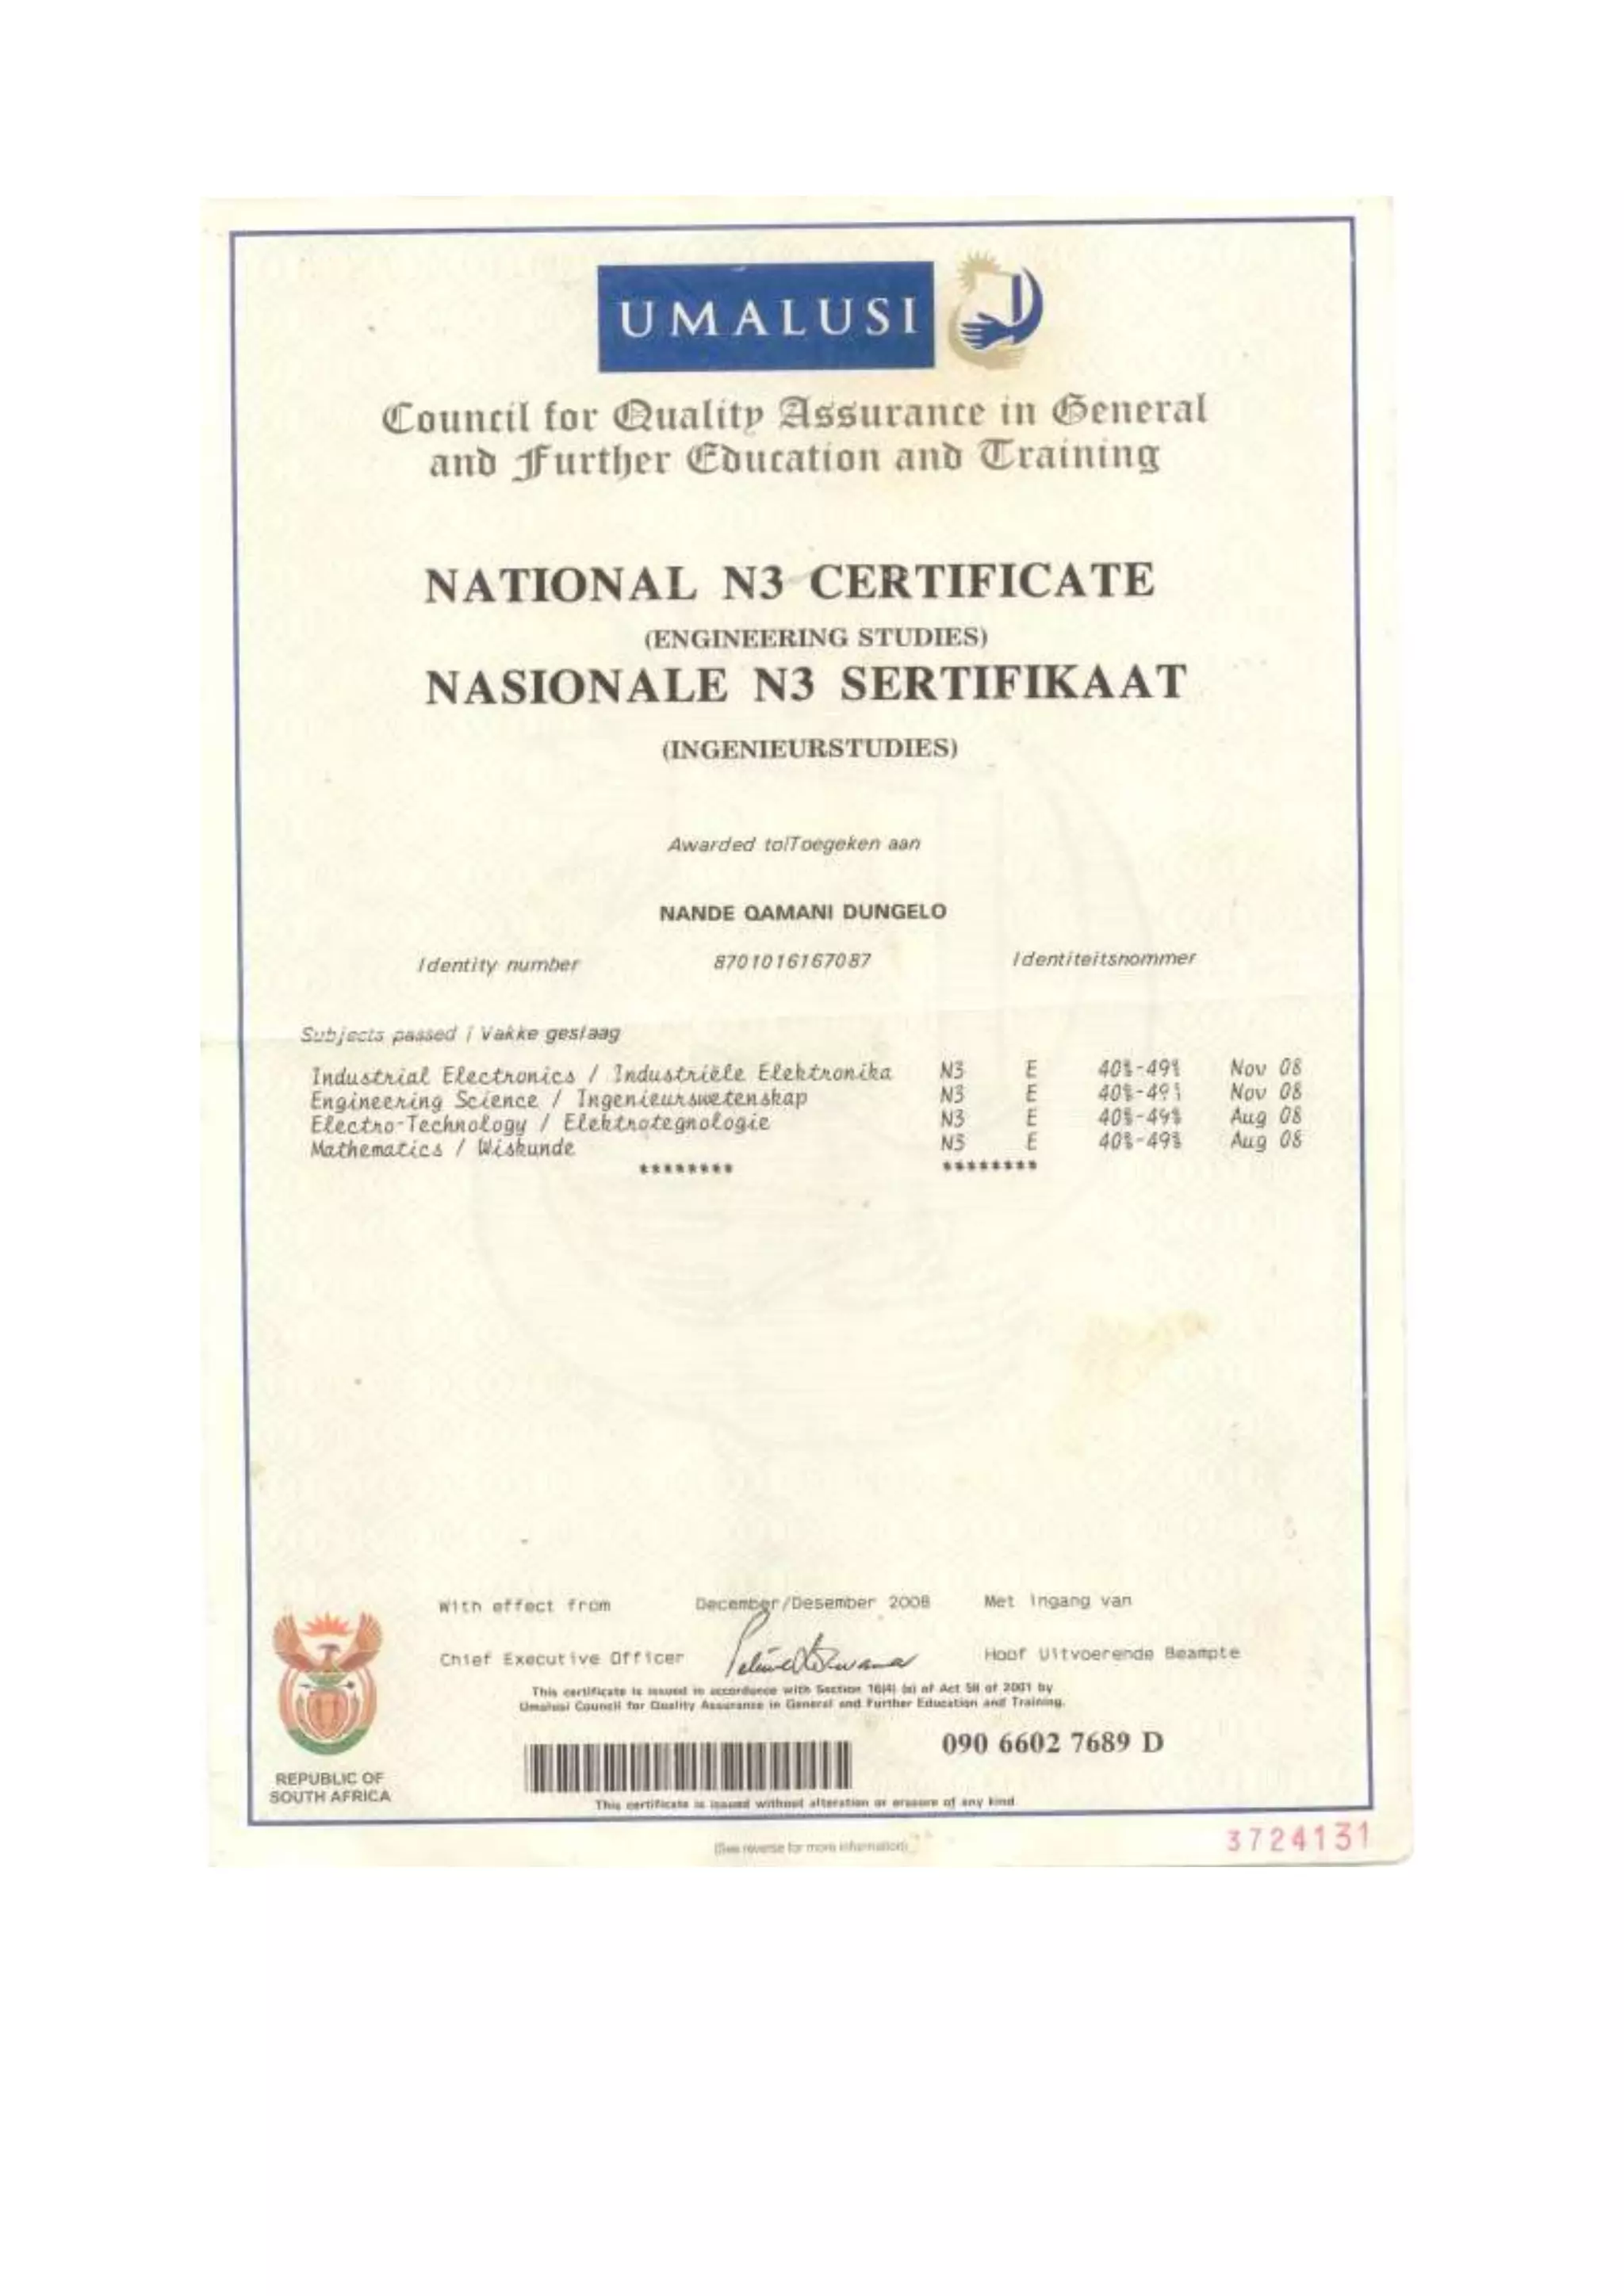 UMALUSI
Council for Quality Assurance in General
and Further Education and Training
NATIONAL N3 CERTIFICATE
(ENGINEERING STUDIES)
NASIONALE N3 SERTIFIKAAT
(INGENIEURSTUDIES)
Awarded to/Toegeken aan
NANDE QAMANI DUNGELO
Identity number 8701016167087 Identiteitsnommer
Subjects passed / Vakke geslaag
Industrial Electronics / Industriële Elektronika N3 E 40%-49% Nov 08
Engineering Science / Ingenieurswetenskap N3 E 40%-49% Nov 08
Electro-Technology / Elektrotegnologie N3 E 40%-49% Aug 08
Mathematics / Wiskunde N3 E 40%-49% Aug 08
******** ********
With effect from December/Desember 2008 Met ingang van
Chief Executive Officer Hoof Uitvoerende Beampte
This certificate is issued in accordance with Section 16(4) (a) of Act 58 of 2001 by
Umalusi Council for Quality Assurance in General and Further Education and Training.
090 6602 7689 D
REPUBLIC OF
SOUTH AFRICA
This certificate is issued without alteration or erasure of any kind
(See reverse for more information)
3724131